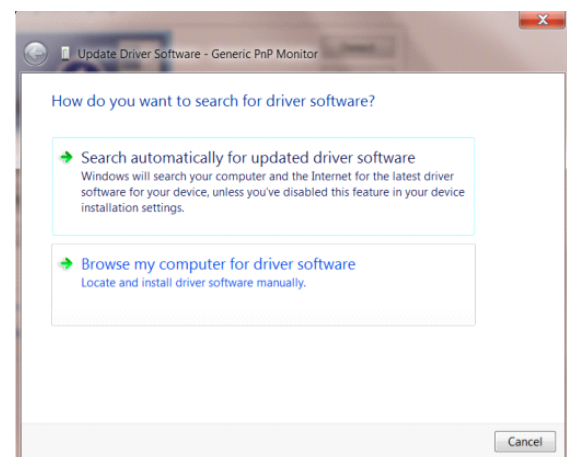 Update Driver Software - Generic PnP Monitor
How do you want to search for driver software?
Search automatically for updated driver software
Windows will search your computer and the Internet for the latest driver
software for your device, unless you've disabled this feature in your device
installation settings.
Browse my computer for driver software
Locate and install driver software manually.
Cancel